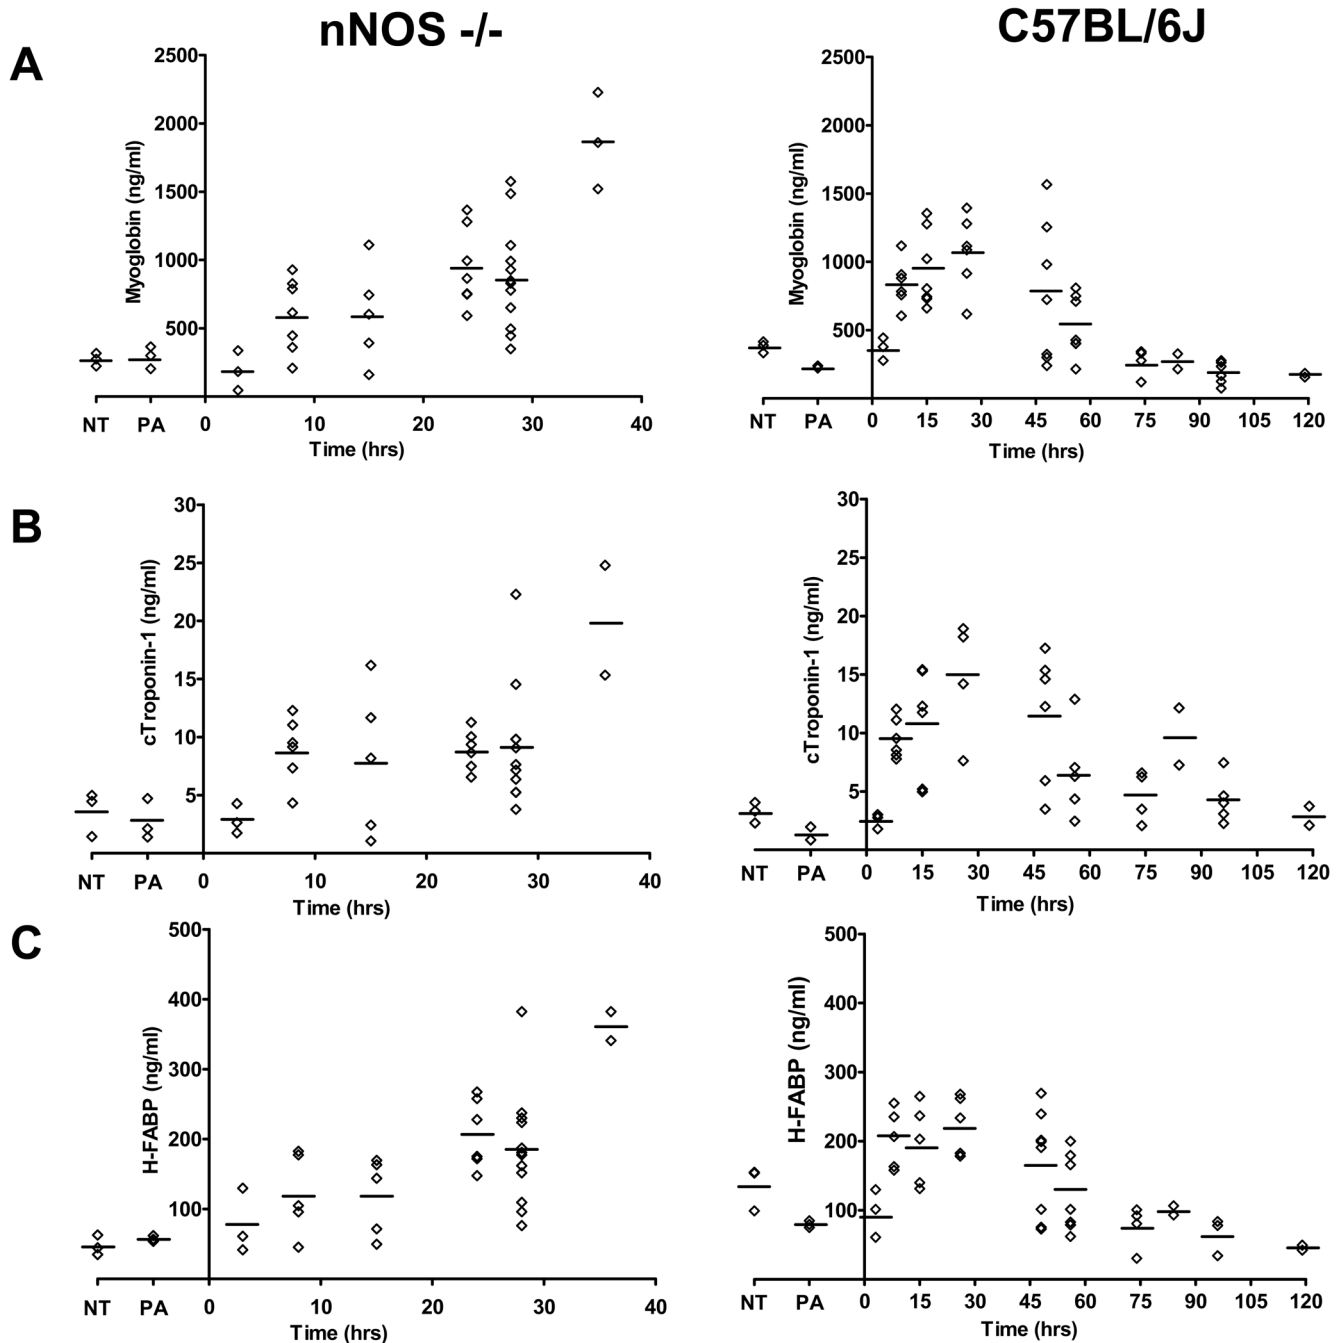 nNOS -/-
C57BL/6J
A
Myoglobin (ng/ml)
2500
2000
1500
1000
500
NT PA 0 10 20 30 40
Time (hrs)
Myoglobin (ng/ml)
2500
2000
1500
1000
500
NT PA 0 15 30 45 60 75 90 105 120
Time (hrs)
B
cTroponin-1 (ng/ml)
30
25
20
15
10
5
NT PA 0 10 20 30 40
Time (hrs)
cTroponin-1 (ng/ml)
30
25
20
15
10
5
NT PA 0 15 30 45 60 75 90 105 120
Time (hrs)
C
H-FABP (ng/ml)
500
400
300
200
100
NT PA 0 10 20 30 40
Time (hrs)
H-FABP (ng/ml)
500
400
300
200
100
NT PA 0 15 30 45 60 75 90 105 120
Time (hrs)